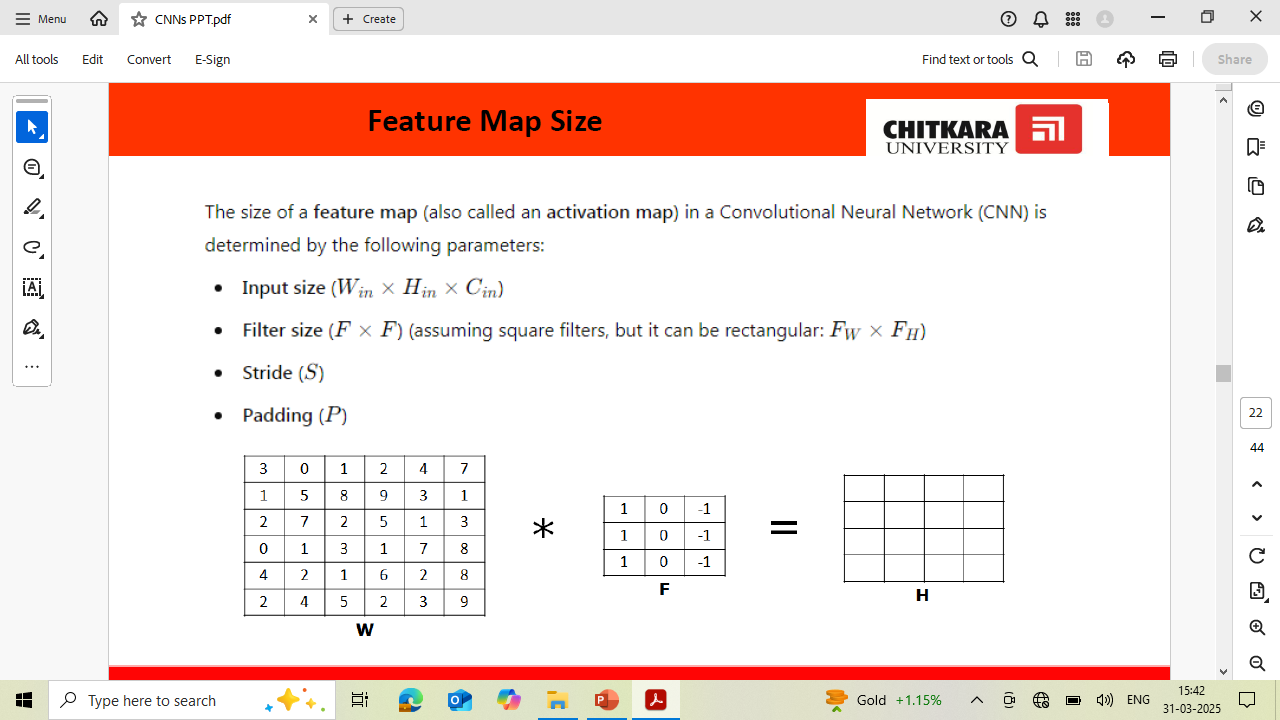 Menu CNNs PPT.pdf Create
All tools Edit Convert E-Sign Find text or tools Share
Feature Map Size
CHITKARA
UNIVERSITY
The size of a feature map (also called an activation map) in a Convolutional Neural Network (CNN) is
determined by the following parameters:
• Input size (W_in × H_in × C_in)
• Filter size (F × F) (assuming square filters, but it can be rectangular: F_W × F_H)
• Stride (S)
• Padding (P)
3 0 1 2 4 7
1 5 8 9 3 1
2 7 2 5 1 3
0 1 3 1 7 8
4 2 1 6 2 8
2 4 5 2 3 9
W
*
1 0 -1
1 0 -1
1 0 -1
F
=
H
22
44
Type here to search
Gold +1.15%
ENG
15:42
31-03-2025